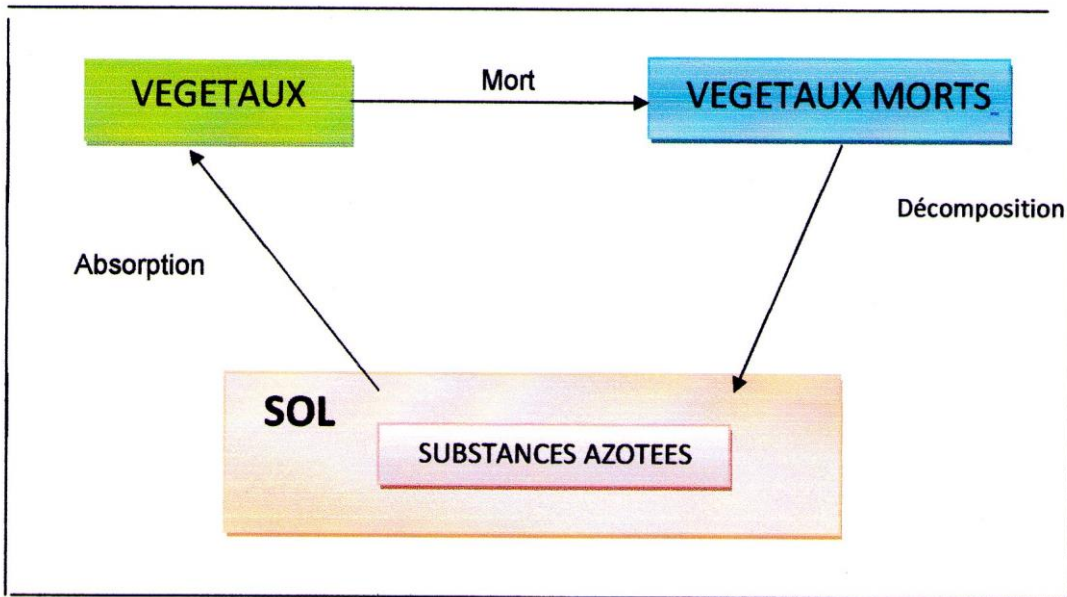 VEGETAUX
Mort
VEGETAUX MORTS
Décomposition
Absorption
SOL
SUBSTANCES AZOTEES